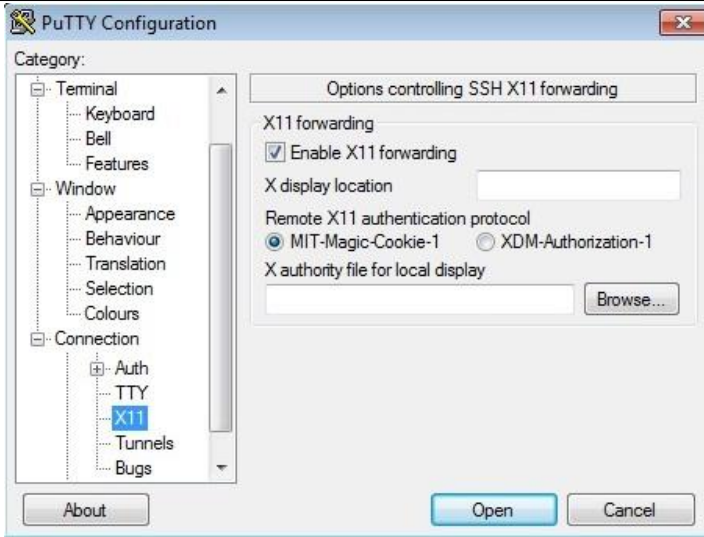 PuTTY Configuration
Category:
Terminal
Keyboard
Bell
Features
Window
Appearance
Behaviour
Translation
Selection
Colours
Connection
Auth
TTY
X11
Tunnels
Bugs
Options controlling SSH X11 forwarding
X11 forwarding
Enable X11 forwarding
X display location
Remote X11 authentication protocol
MIT-Magic-Cookie-1 XDM-Authorization-1
X authority file for local display
Browse...
About Open Cancel